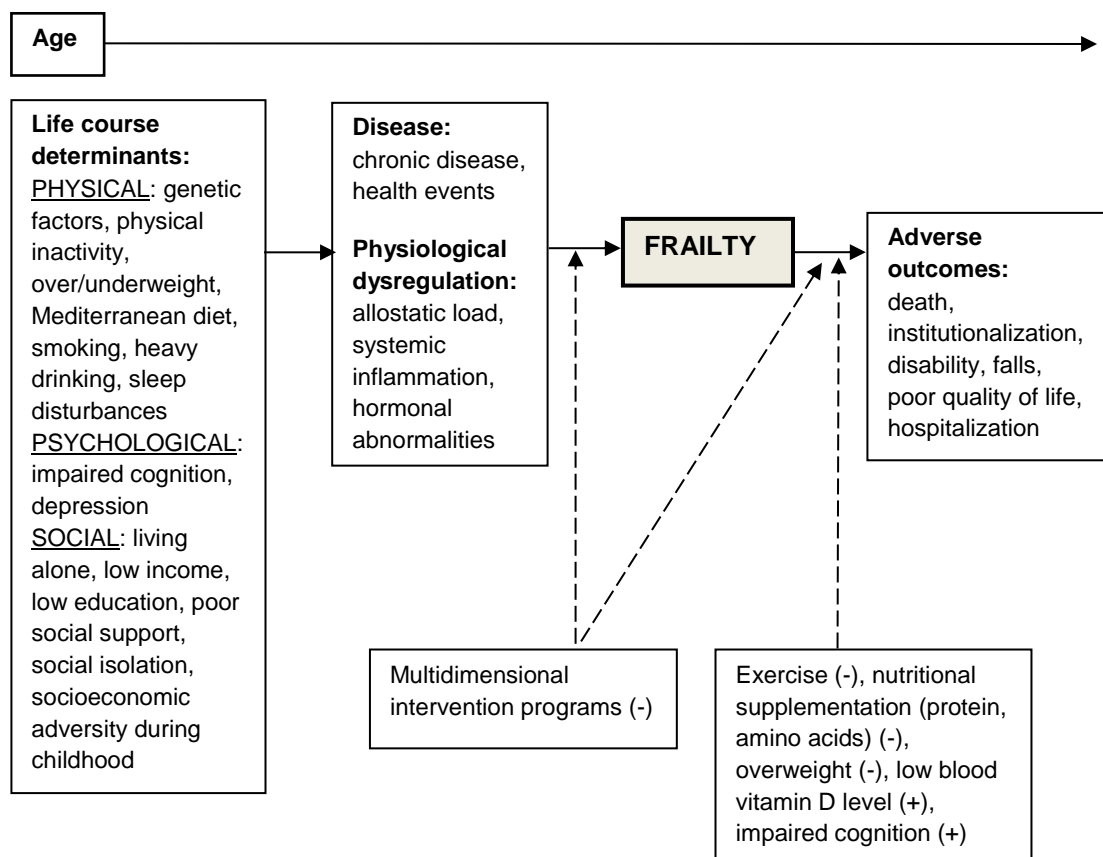 Age
Life course
determinants:
PHYSICAL: genetic
factors, physical
inactivity,
over/underweight,
Mediterranean diet,
smoking, heavy
drinking, sleep
disturbances
PSYCHOLOGICAL:
impaired cognition,
depression
SOCIAL: living
alone, low income,
low education, poor
social support,
social isolation,
socioeconomic
adversity during
childhood
Disease:
chronic disease,
health events
Physiological
dysregulation:
allostatic load,
systemic
inflammation,
hormonal
abnormalities
FRAILTY
Adverse
outcomes:
death,
institutionalization,
disability, falls,
poor quality of life,
hospitalization
Multidimensional
intervention programs (-)
Exercise (-), nutritional
supplementation (protein,
amino acids) (-),
overweight (-), low blood
vitamin D level (+),
impaired cognition (+)